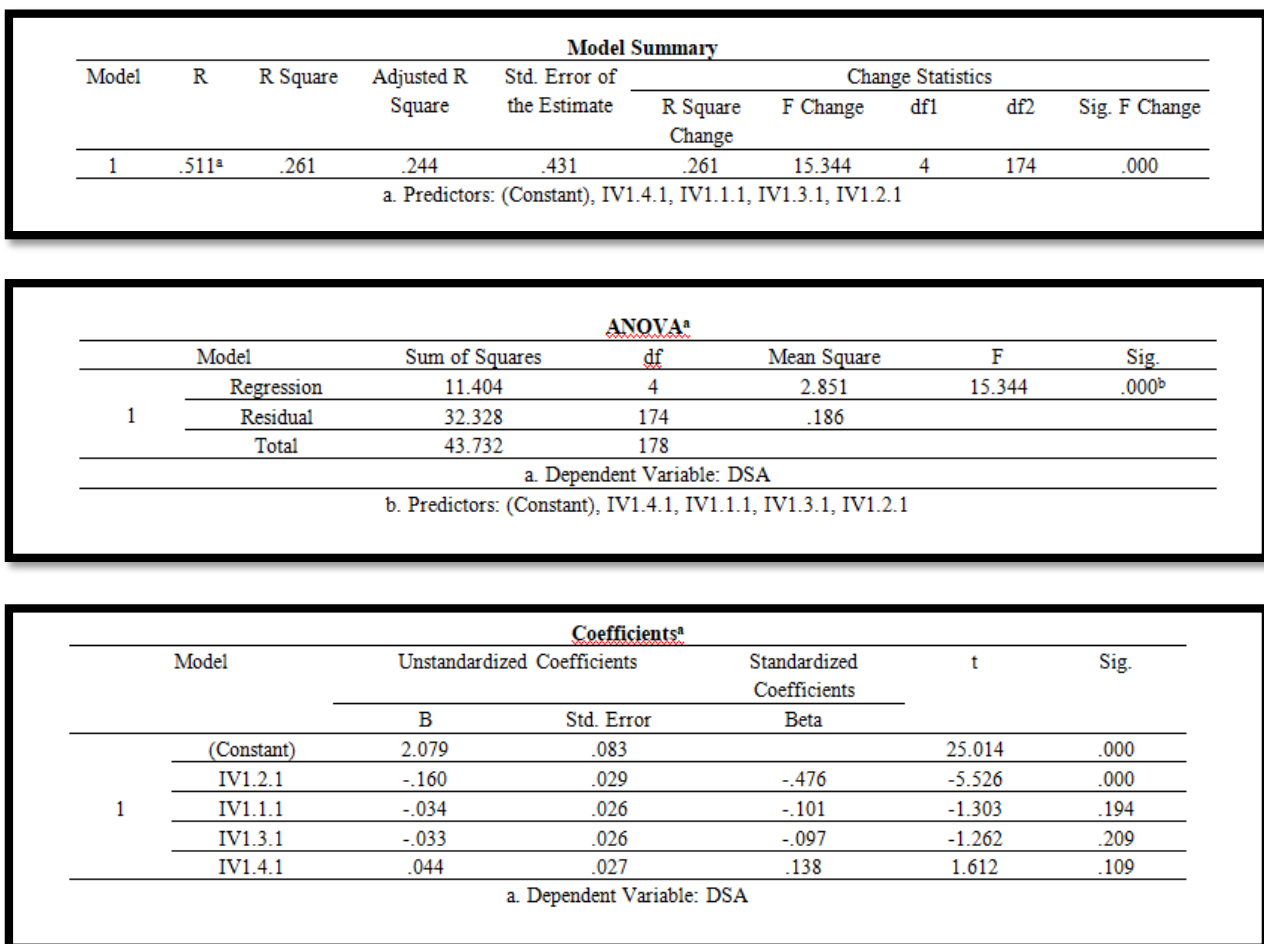 Model Summary
Model R R Square Adjusted R Square Std. Error of the Estimate Change Statistics
R Square Change F Change df1 df2 Sig. F Change
1 .511a .261 .244 .431 .261 15.344 4 174 .000
a. Predictors: (Constant), IV1.4.1, IV1.1.1, IV1.3.1, IV1.2.1
ANOVAa
Model Sum of Squares df Mean Square F Sig.
1 Regression 11.404 4 2.851 15.344 .000b
Residual 32.328 174 .186
Total 43.732 178
a. Dependent Variable: DSA
b. Predictors: (Constant), IV1.4.1, IV1.1.1, IV1.3.1, IV1.2.1
Coefficientsa
Model Unstandardized Coefficients Standardized Coefficients t Sig.
B Std. Error Beta
1 (Constant) 2.079 .083 25.014 .000
IV1.2.1 -.160 .029 -.476 -5.526 .000
IV1.1.1 -.034 .026 -.101 -1.303 .194
IV1.3.1 -.033 .026 -.097 -1.262 .209
IV1.4.1 .044 .027 .138 1.612 .109
a. Dependent Variable: DSA